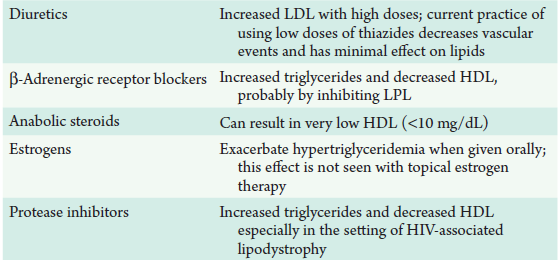 Diuretics Increased LDL with high doses; current practice of
using low doses of thiazides decreases vascular
events and has minimal effect on lipids
β-Adrenergic receptor blockers Increased triglycerides and decreased HDL,
probably by inhibiting LPL
Anabolic steroids Can result in very low HDL (<10 mg/dL)
Estrogens Exacerbate hypertriglyceridemia when given orally;
this effect is not seen with topical estrogen
therapy
Protease inhibitors Increased triglycerides and decreased HDL
especially in the setting of HIV-associated
lipodystrophy